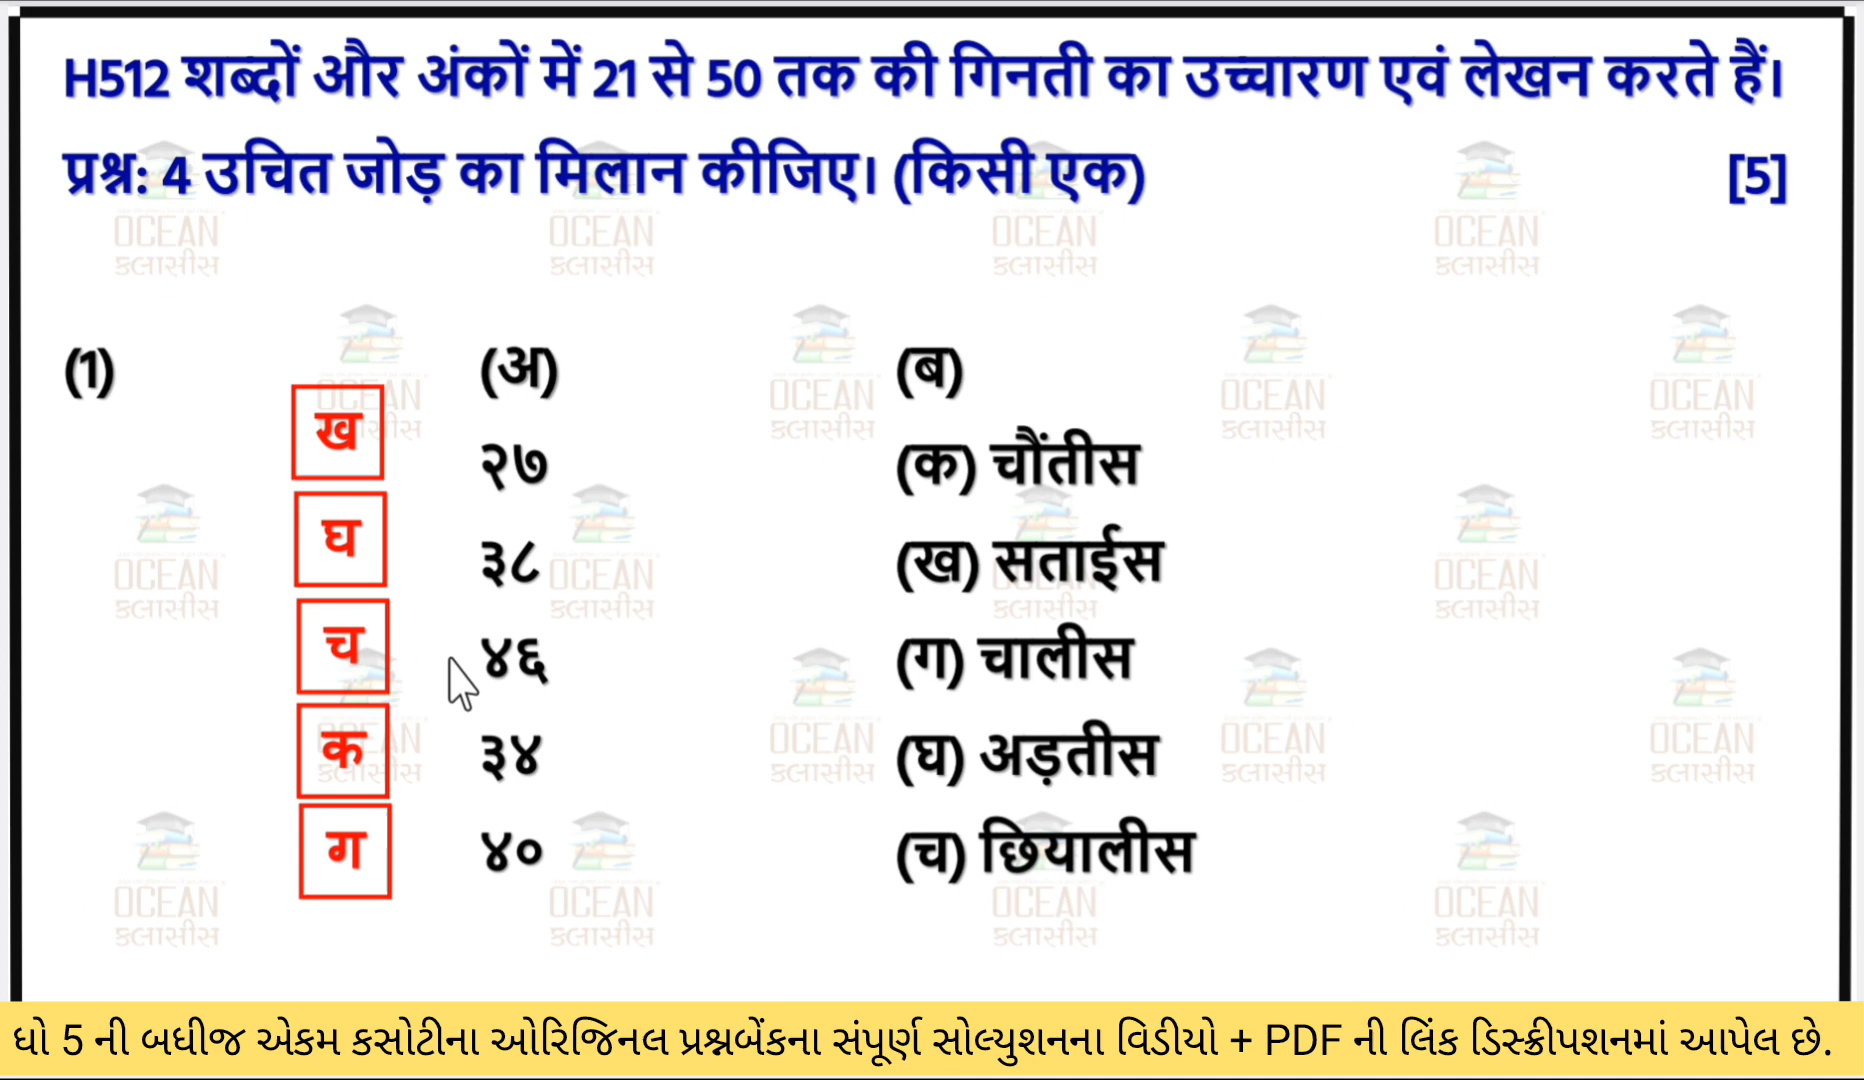 H512 शब्दों और अंकों में 21 से 50 तक की गिनती का उच्चारण एवं लेखन करते हैं।
प्रश्न: 4 उचित जोड़ का मिलान कीजिए। (किसी एक) [5]
(1) (अ) (ब)
ख २७ (क) चौंतीस
घ ३८ (ख) सताईस
च ४६ (ग) चालीस
क ३४ (घ) अड़तीस
ग ४० (च) छियालीस
OCEAN
ક્લાસીસ
ધો 5 ની બધીજ એકમ કસોટીના ઓરિજિનલ પ્રશ્નબેંકના સંપૂર્ણ સોલ્યુશનના વિડીયો + PDF ની લિંક ડિસ્ક્રીપશનમાં આપેલ છે.